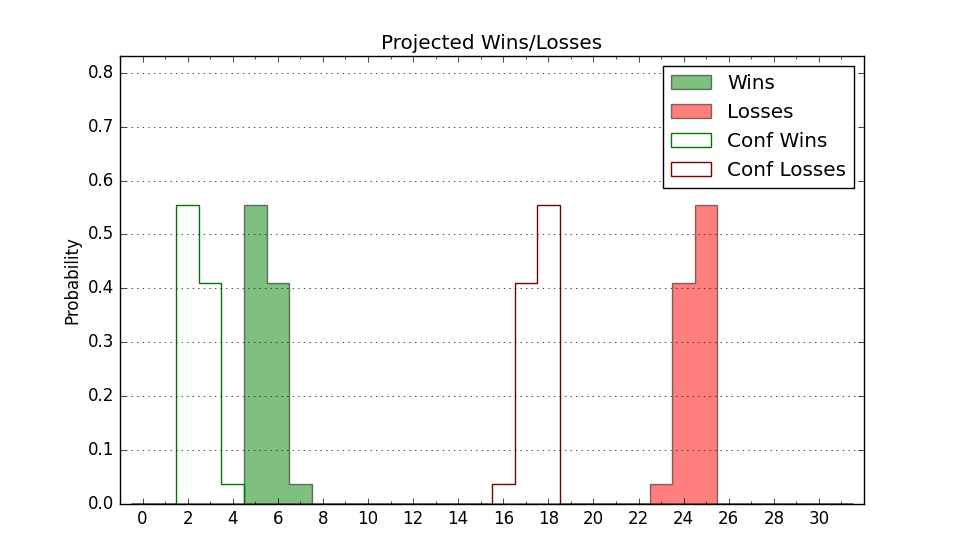 Projected Wins/Losses
Wins
Losses
Conf Wins
Conf Losses
Probability
0.8
0.7
0.6
0.5
0.4
0.3
0.2
0.1
0.0
0 2 4 6 8 10 12 14 16 18 20 22 24 26 28 30